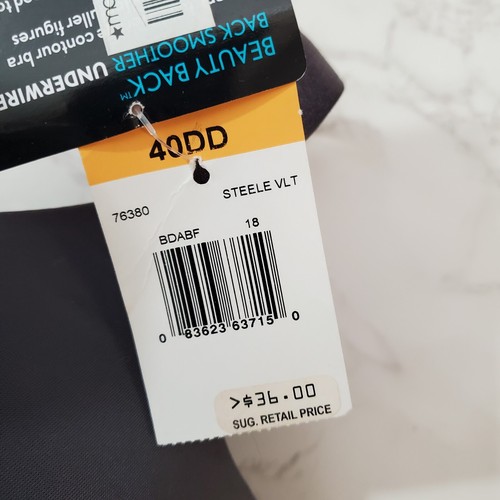 BEAUTY BACK™
BACK SMOOTHER
UNDERWIRE
contour bra
fuller figures
40DD
STEELE VLT
76380
BDABF 18
0 83623 63715 0
>$36.00
SUG. RETAIL PRICE